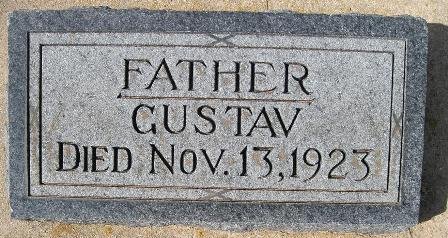 FATHER
GUSTAV
DIED NOV. 13, 1923